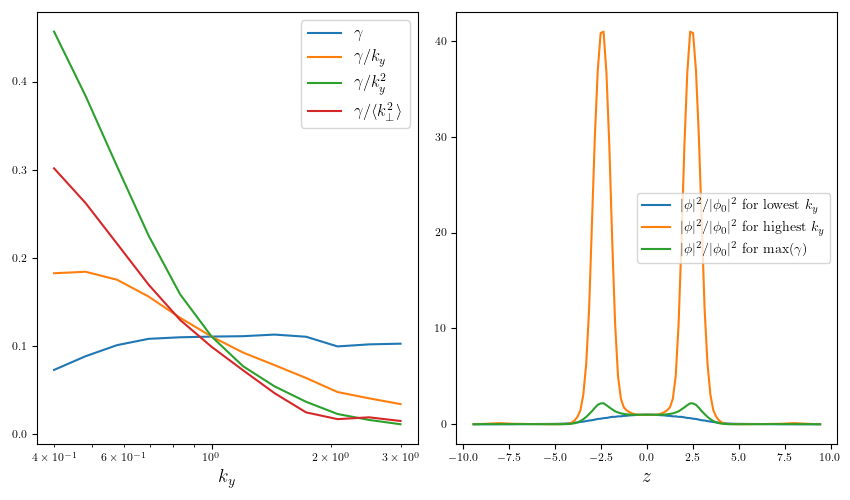 0.4
0.3
0.2
0.1
0.0
γ
γ/k_y
γ/k_y^2
γ/⟨k_⊥^2⟩
4 × 10^−1
6 × 10^−1
10^0
2 × 10^0
3 × 10^0
k_y
40
30
20
10
0
|ϕ|^2/|ϕ_0|^2 for lowest k_y
|ϕ|^2/|ϕ_0|^2 for highest k_y
|ϕ|^2/|ϕ_0|^2 for max(γ)
−10.0 −7.5 −5.0 −2.5 0.0 2.5 5.0 7.5 10.0
z